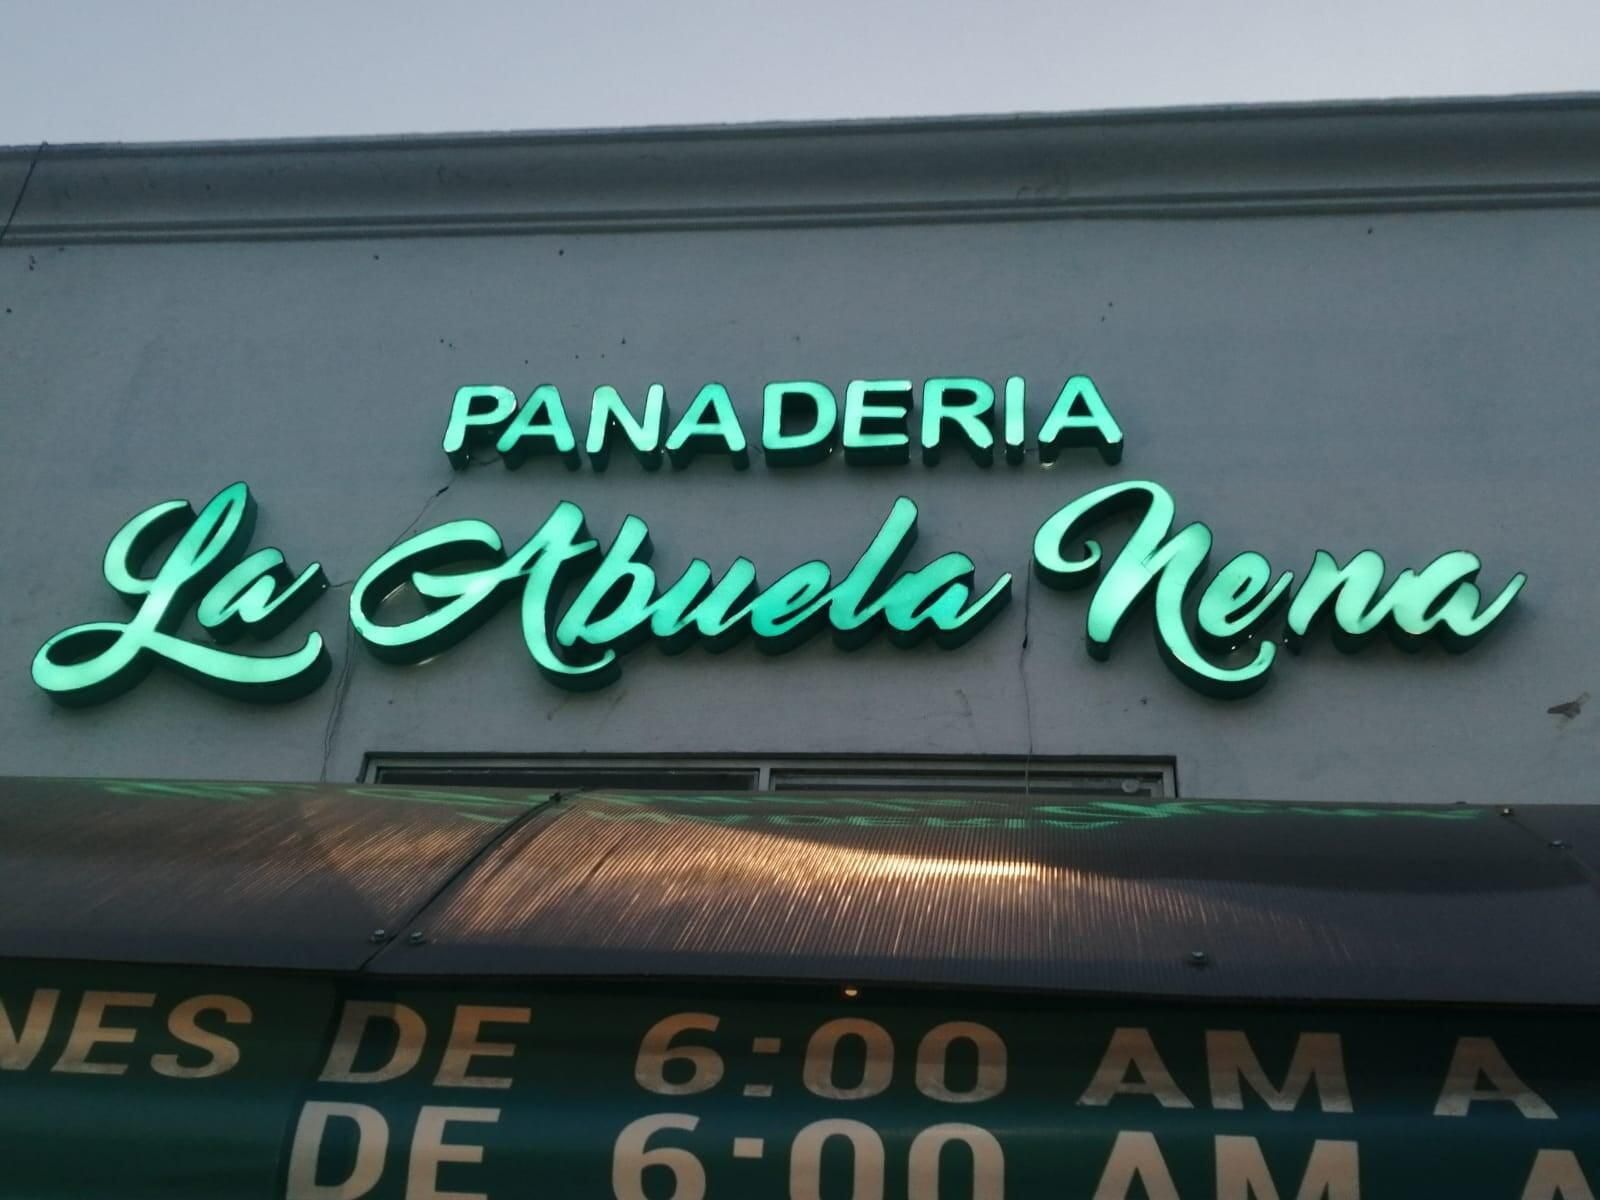 PANADERIA
La Abuela Nena
NES DE 6:00 AM A
DE 6:00 AM A